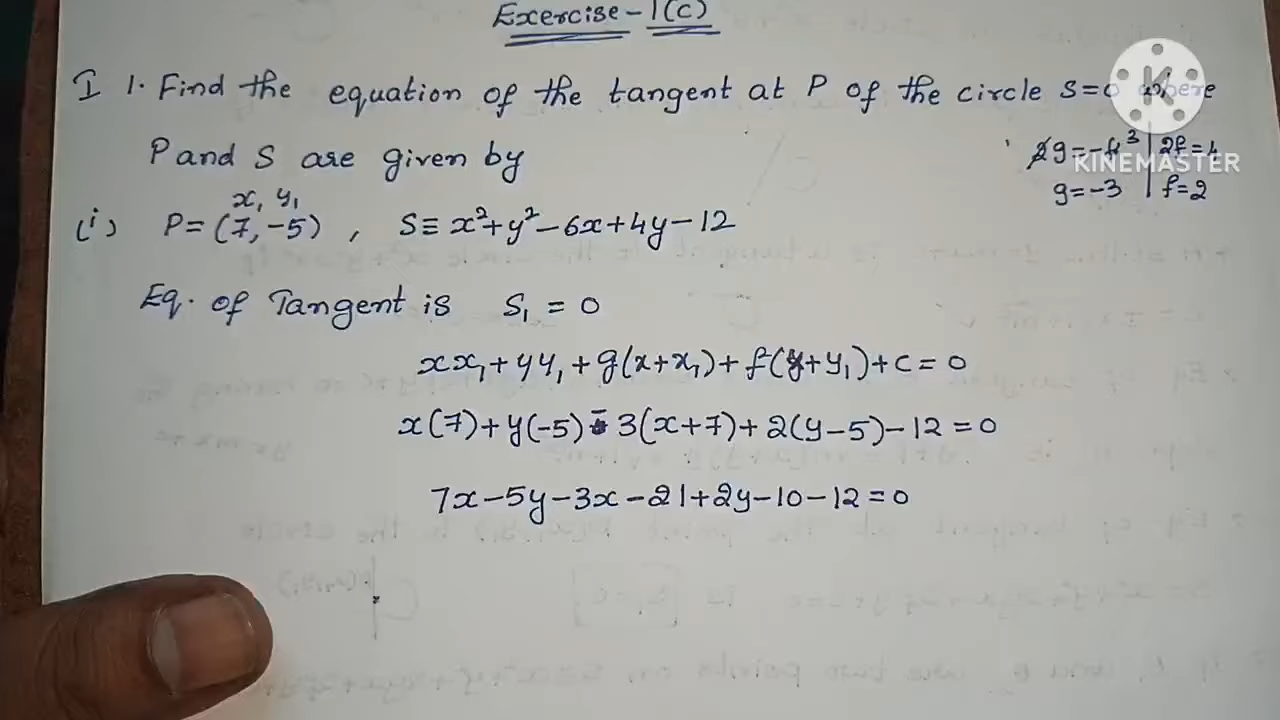 Exercise - 1(c)
I 1. Find the equation of the tangent at P of the circle S=0 where
P and S are given by
2g=-6 3 | 2f=4
g=-3 | f=2
KINEMASTER
x, y₁
(i) P=(7,-5), S≡x²+y²-6x+4y-12
Eq. of Tangent is S₁ = 0
xx₁+yy₁+g(x+x₁)+f(y+y₁)+c=0
x(7)+y(-5)-3(x+7)+2(y-5)-12=0
7x-5y-3x-21+2y-10-12=0